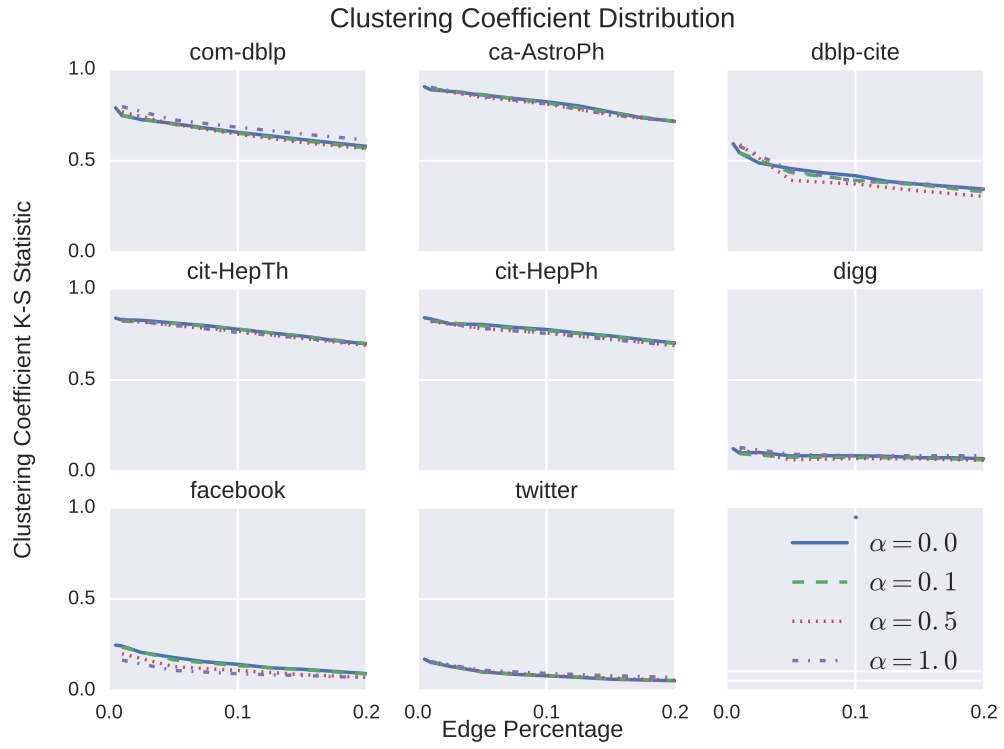 Clustering Coefficient Distribution
com-dblp ca-AstroPh dblp-cite
1.0
0.5
0.0
cit-HepTh cit-HepPh digg
1.0
0.5
0.0
facebook twitter
1.0
0.5
0.0
Clustering Coefficient K-S Statistic
α=0.0
α=0.1
α=0.5
α=1.0
0.0 0.1 0.2 0.0 0.1 0.2 0.0 0.1 0.2
Edge Percentage